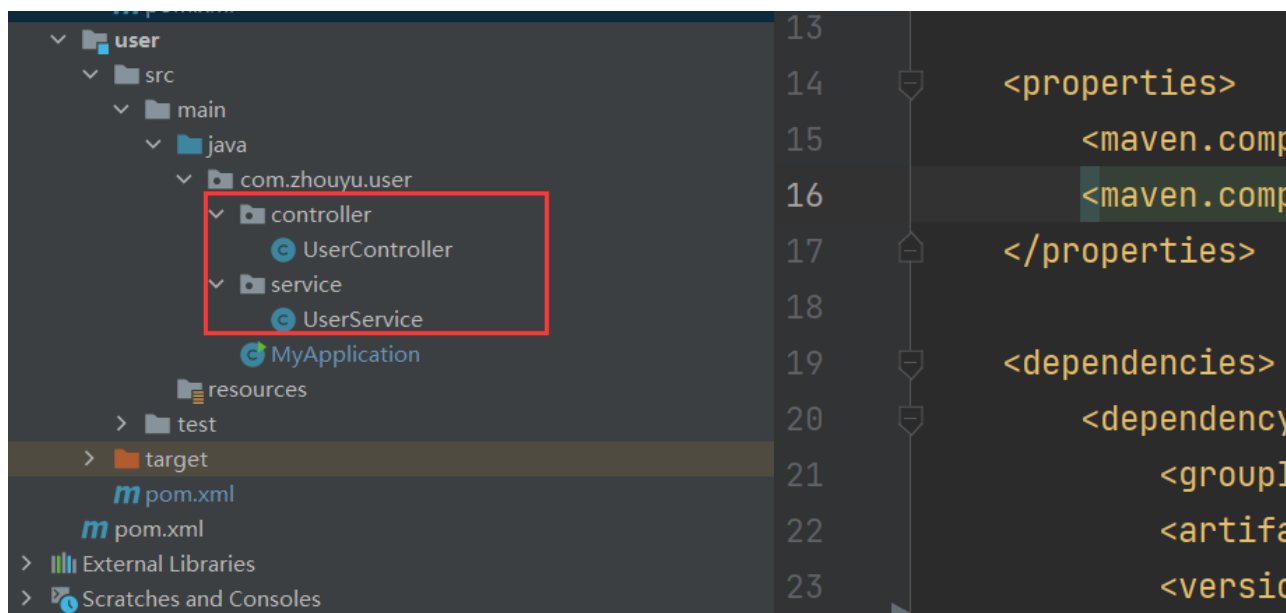 user
src
main
java
com.zhouyu.user
controller
UserController
service
UserService
MyApplication
resources
test
target
pom.xml
pom.xml
External Libraries
Scratches and Consoles
13
14 <properties>
15 <maven.comp
16 <maven.comp
17 </properties>
18
19 <dependencies>
20 <dependency
21 <groupI
22 <artifa
23 <versio